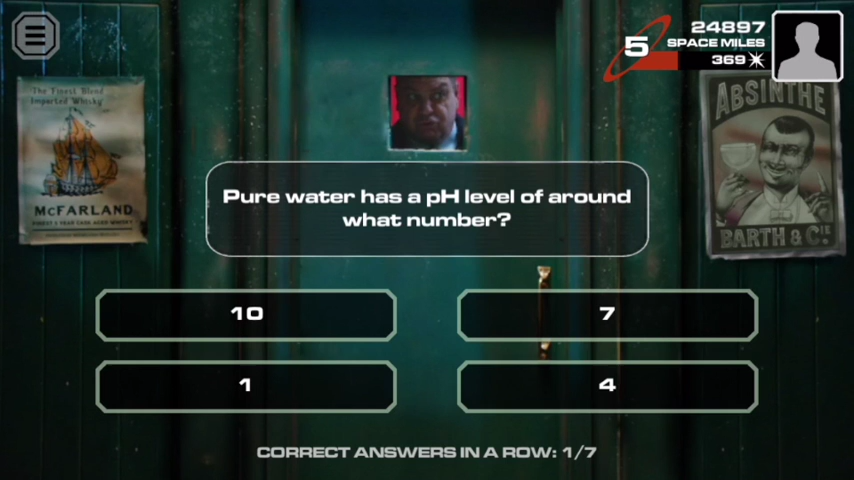 24897
5
SPACE MILES
369
The Finest Blend
Imported Whisky
McFARLAND
ABSINTHE
BARTH & Cie.
Pure water has a pH level of around
what number?
10
7
1
4
CORRECT ANSWERS IN A ROW: 1/7